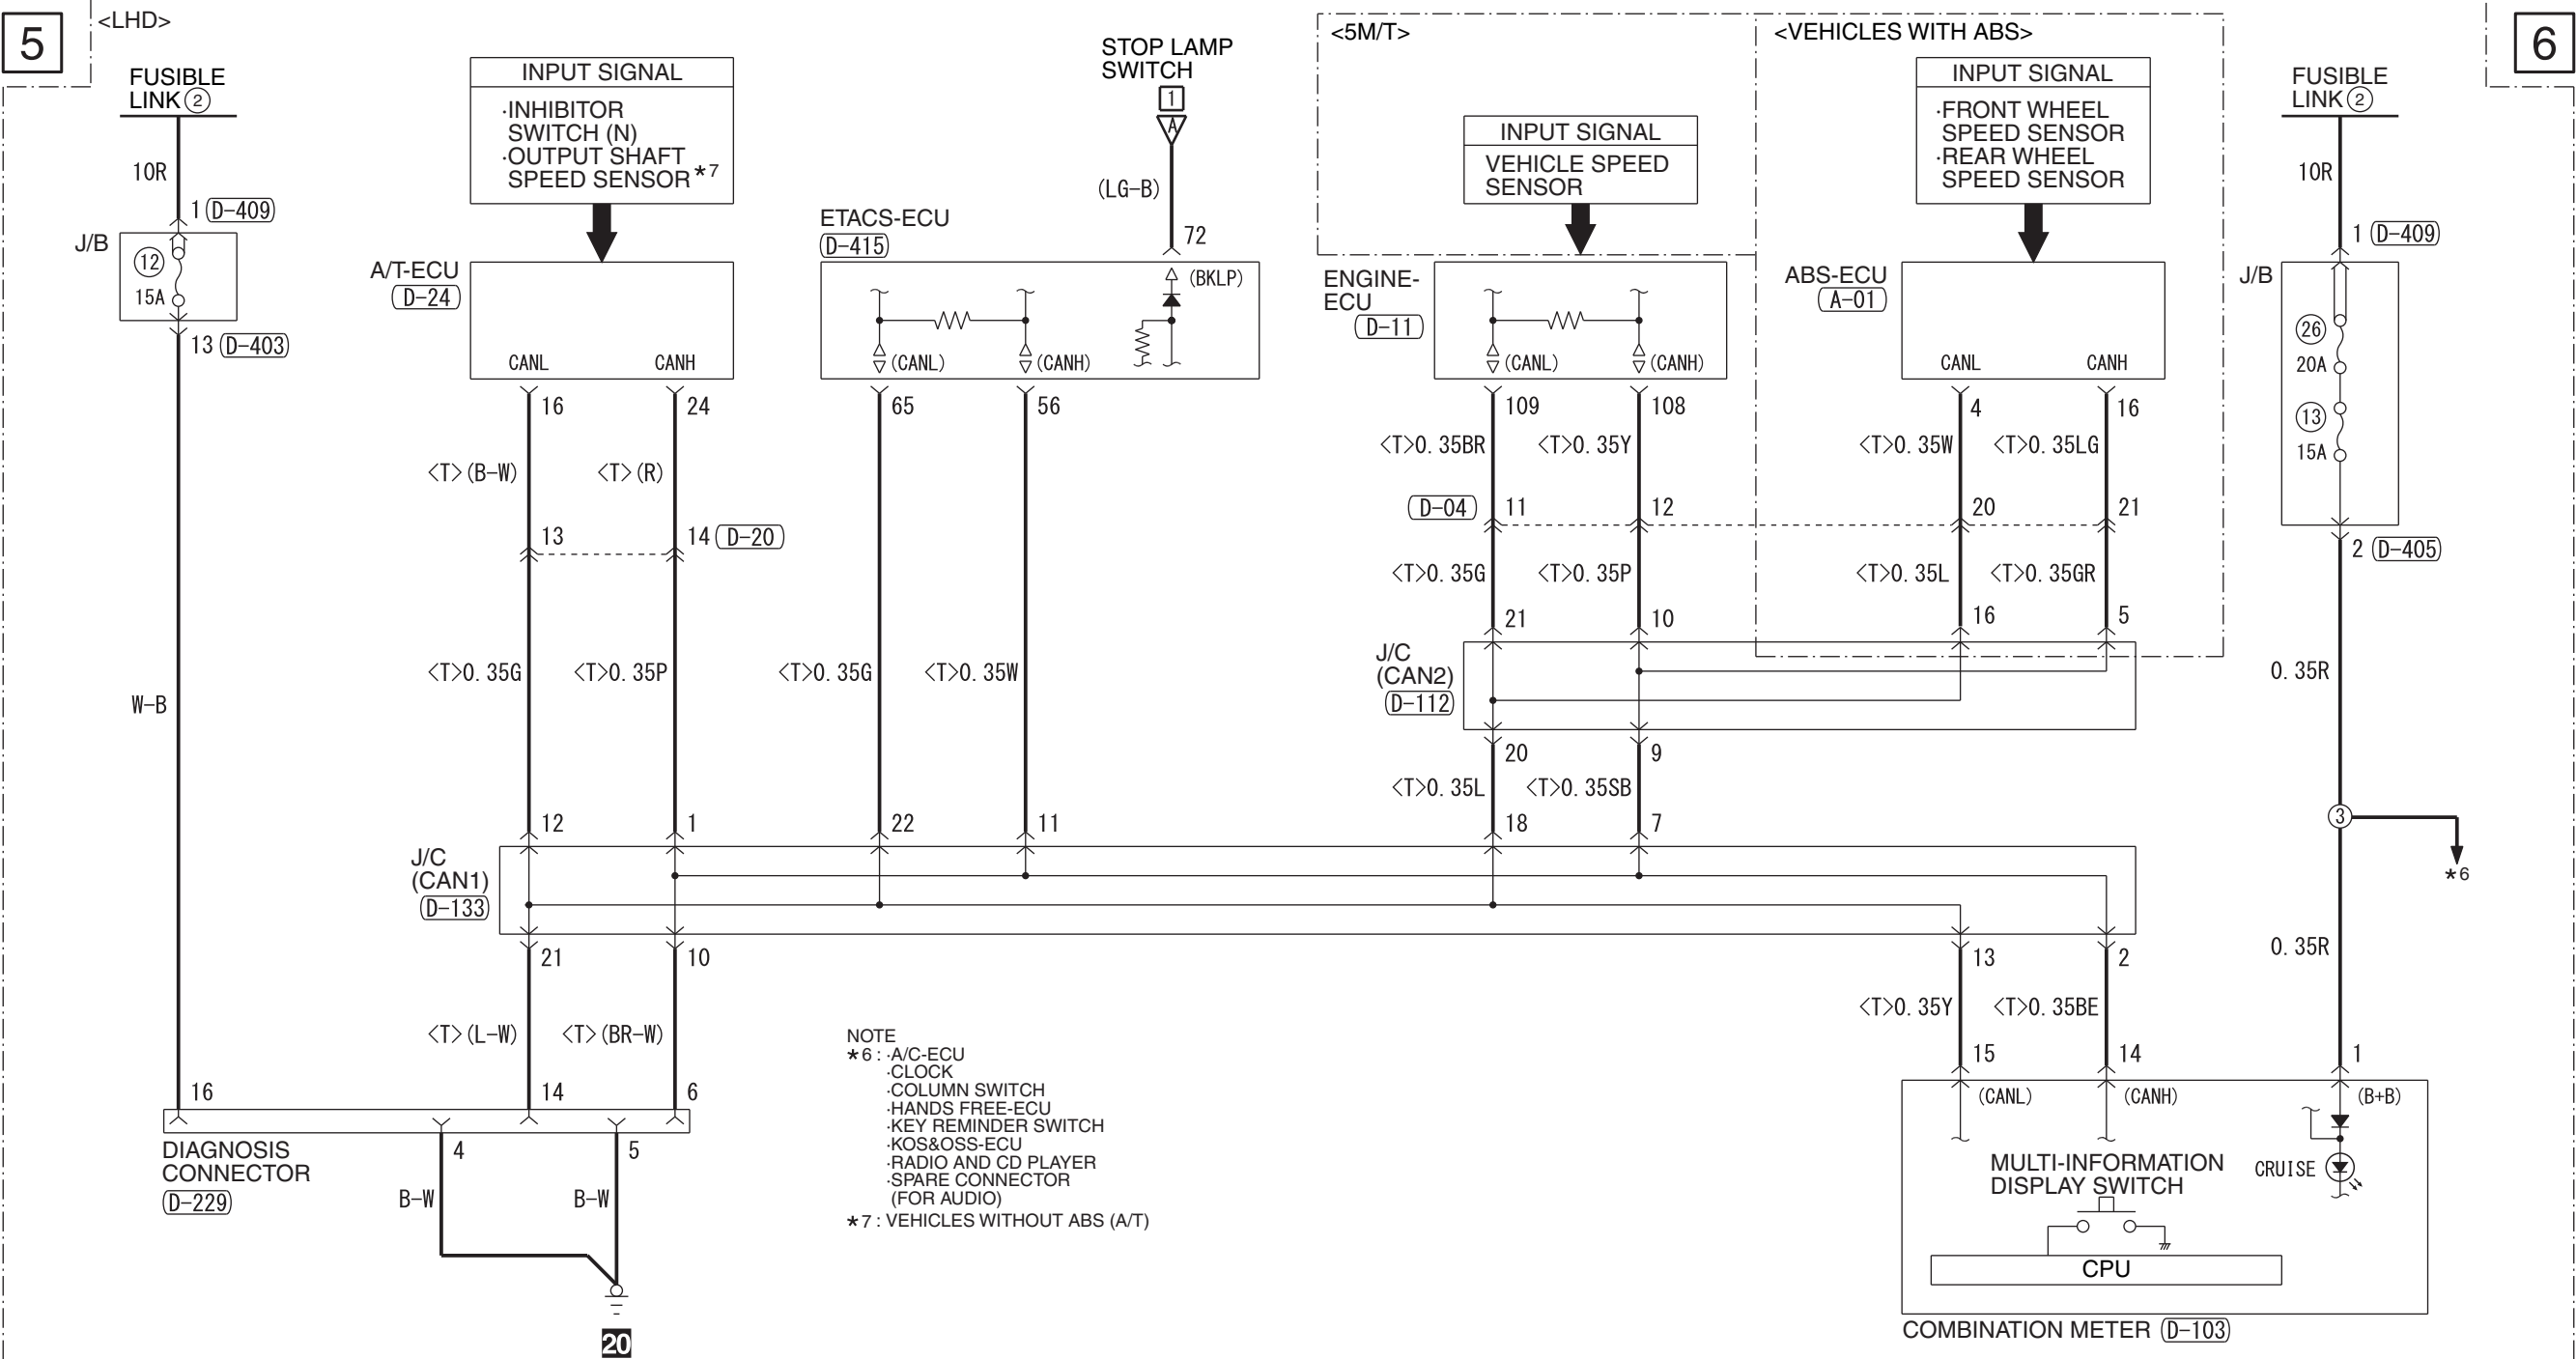 5
<LHD>
FUSIBLE
LINK ②
10R
1 (D-409)
J/B
12
15A
13 (D-403)
W-B
16
INPUT SIGNAL
·INHIBITOR
SWITCH (N)
·OUTPUT SHAFT
SPEED SENSOR*7
A/T-ECU
D-24
CANL CANH
16 24
<T>(B-W) <T>(R)
13 14 D-20
<T>0.35G <T>0.35P
12 1
ETACS-ECU
D-415
STOP LAMP
SWITCH
1
A
(LG-B)
72
(BKLP)
(CANL) (CANH)
65 56
<T>0.35G <T>0.35W
22 11
<5M/T>
INPUT SIGNAL
VEHICLE SPEED
SENSOR
ENGINE-
ECU
D-11
(CANL) (CANH)
109 108
<T>0.35BR <T>0.35Y
D-04 11 12
<T>0.35G <T>0.35P
21 10
<VEHICLES WITH ABS>
INPUT SIGNAL
·FRONT WHEEL
SPEED SENSOR
·REAR WHEEL
SPEED SENSOR
ABS-ECU
A-01
CANL CANH
4 16
<T>0.35W <T>0.35LG
20 21
<T>0.35L <T>0.35GR
16 5
J/C
(CAN2)
D-112
20 9
<T>0.35L <T>0.35SB
18 7
J/C
(CAN1)
D-133
21 10
<T>(L-W) <T>(BR-W)
14 6
13 2
<T>0.35Y <T>0.35BE
15 14
DIAGNOSIS
CONNECTOR
D-229
4 5
B-W B-W
20
NOTE
*6 : ·A/C-ECU
·CLOCK
·COLUMN SWITCH
·HANDS FREE-ECU
·KEY REMINDER SWITCH
·KOS&OSS-ECU
·RADIO AND CD PLAYER
·SPARE CONNECTOR
(FOR AUDIO)
*7 : VEHICLES WITHOUT ABS (A/T)
6
FUSIBLE
LINK ②
10R
1 D-409
J/B
26
20A
13
15A
2 D-405
0.35R
3
*6
0.35R
1
(CANL) (CANH) (B+B)
MULTI-INFORMATION
DISPLAY SWITCH
CRUISE
CPU
COMBINATION METER D-103